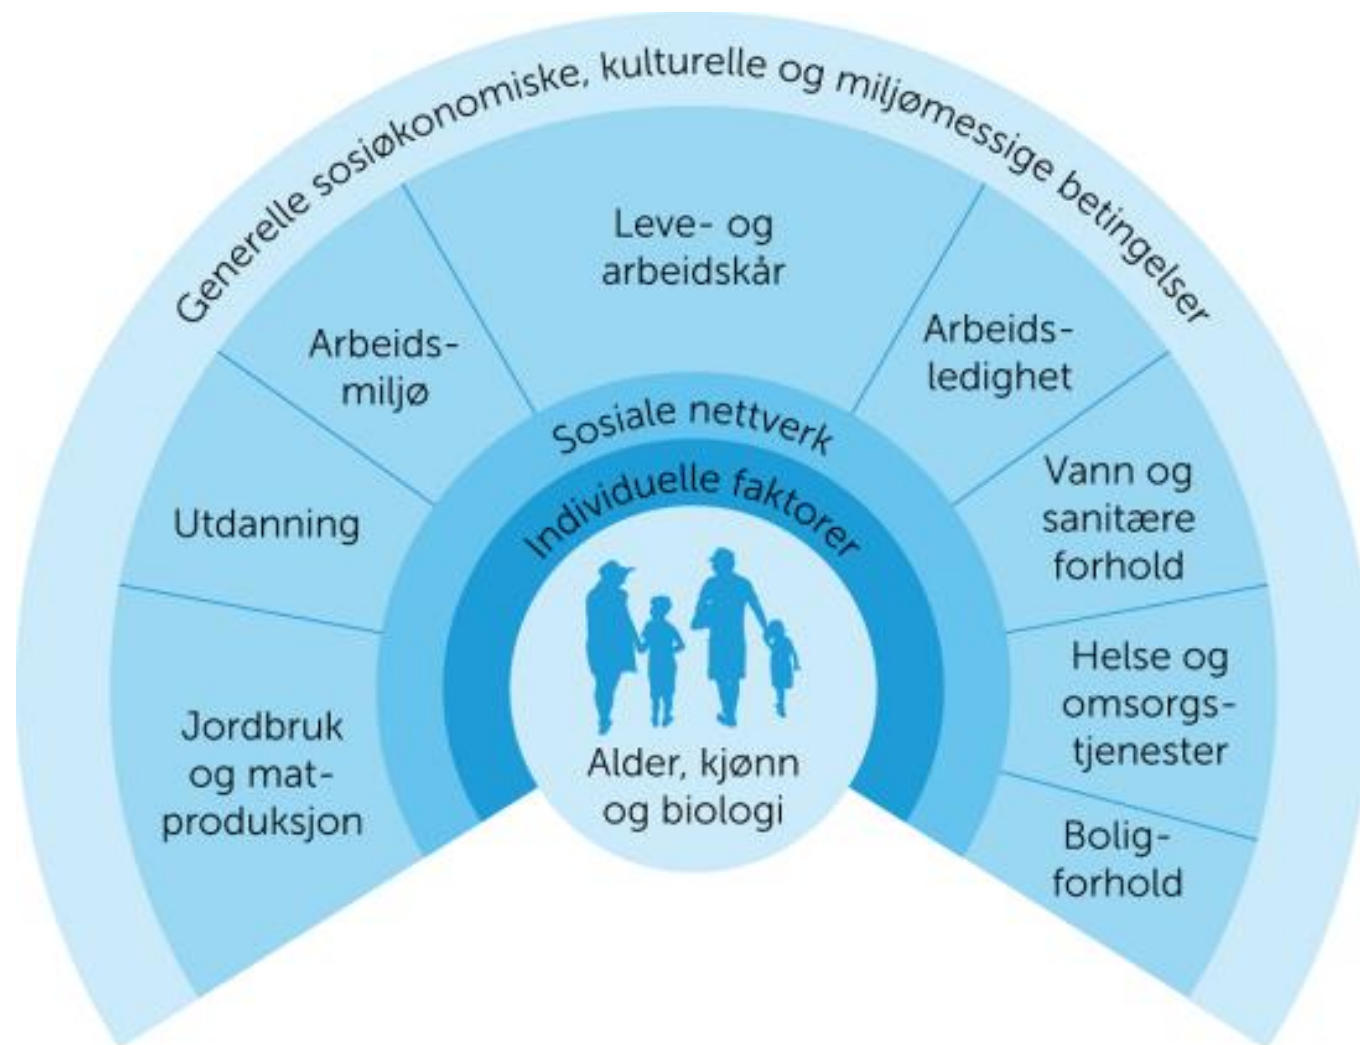 Generelle sosiøkonomiske, kulturelle og miljømessige betingelser
Leve- og
arbeidskår
Arbeids-
miljø
Arbeids-
ledighet
Utdanning
Vann og
sanitære
forhold
Jordbruk
og mat-
produksjon
Helse og
omsorgs-
tjenester
Bolig-
forhold
Sosiale nettverk
Individuelle faktorer
Alder, kjønn
og biologi